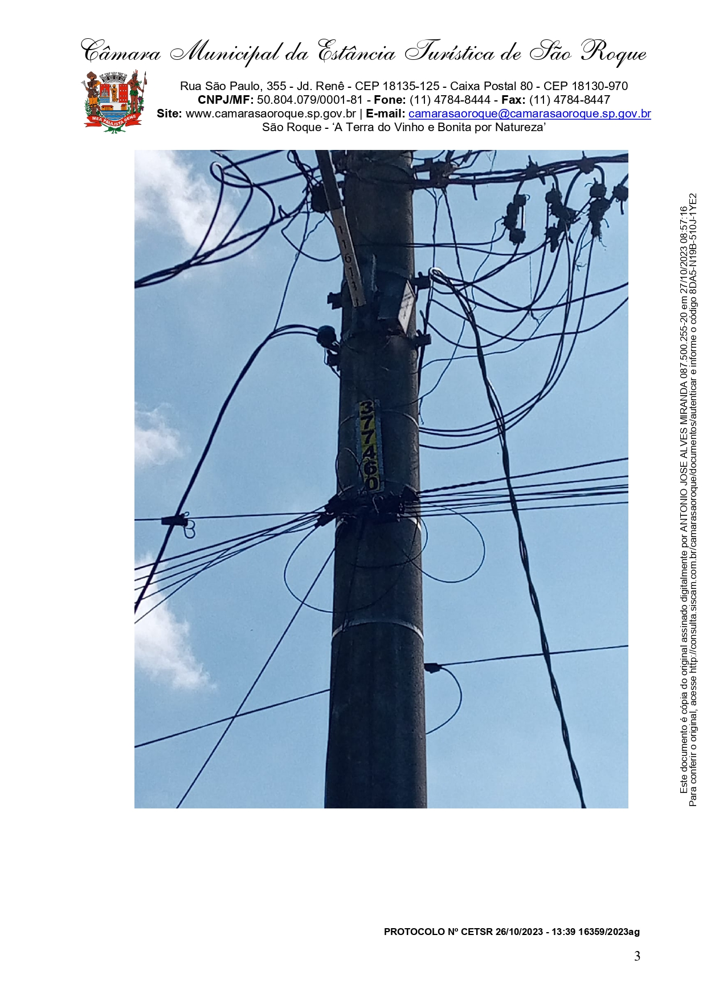 Câmara Municipal da Estância Turística de São Roque
MEA PAULISTA GENS
Rua São Paulo, 355 - Jd. Renê - CEP 18135-125 - Caixa Postal 80 - CEP 18130-970
CNPJ/MF: 50.804.079/0001-81 - Fone: (11) 4784-8444 - Fax: (11) 4784-8447
Site: www.camarasaoroque.sp.gov.br | E-mail: camarasaoroque@camarasaoroque.sp.gov.br
São Roque - ‘A Terra do Vinho e Bonita por Natureza’
377460
Este documento é cópia do original assinado digitalmente por ANTONIO JOSE ALVES MIRANDA 087.500.255-20 em 27/10/2023 08:57:16
Para conferir o original, acesse http://consulta.siscam.com.br/camarasaoroque/documentos/autenticar e informe o código 8DA5-N19B-510J-1YE2
PROTOCOLO Nº CETSR 26/10/2023 - 13:39 16359/2023ag
3